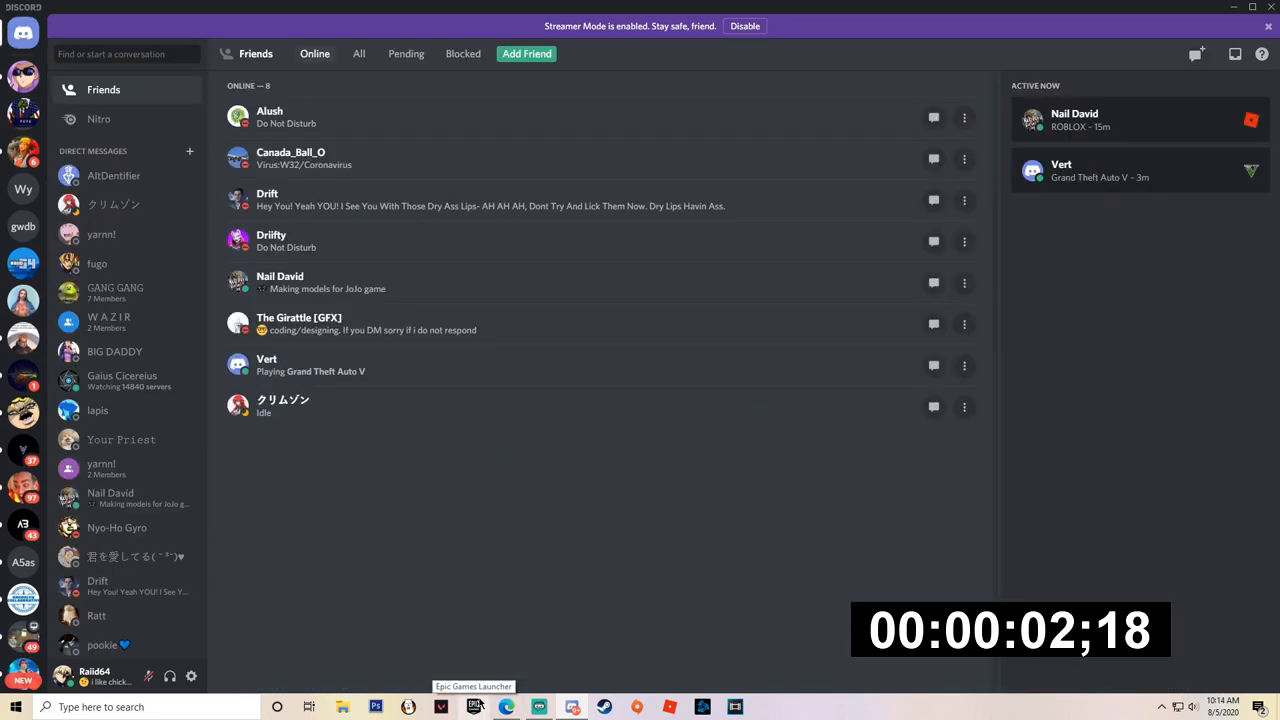 DISCORD
Streamer Mode is enabled. Stay safe, friend. Disable
Find or start a conversation
Friends Online All Pending Blocked Add Friend
Friends
Nitro
DIRECT MESSAGES
AltDentifier
クリムゾン
yarnn!
fugo
GANG GANG
7 Members
W A Z I R
2 Members
BIG DADDY
Gaius Cicereius
Watching 14840 servers
lapis
Your Priest
yarnn!
2 Members
Nail David
Making models for JoJo g...
Nyo-Ho Gyro
君を愛してる( ˘ ³˘)♥
Drift
Hey You! Yeah YOU! I See Y...
Ratt
pookie💙
Raiid64
i like chick...
6
Wy
gwdb
1
37
97
43
A5as
49
NEW
ONLINE — 8
Alush
Do Not Disturb
Canada_Ball_O
Virus:W32/Coronavirus
Drift
Hey You! Yeah YOU! I See You With Those Dry Ass Lips- AH AH AH, Dont Try And Lick Them Now. Dry Lips Havin Ass.
Driifty
Do Not Disturb
Nail David
Making models for JoJo game
The Girattle [GFX]
🤓 coding/designing. If you DM sorry if i do not respond
Vert
Playing Grand Theft Auto V
クリムゾン
Idle
ACTIVE NOW
Nail David
ROBLOX - 15m
Vert
Grand Theft Auto V - 3m
00:00:02;18
Epic Games Launcher
Type here to search
EPIC
10:14 AM
8/5/2020
2